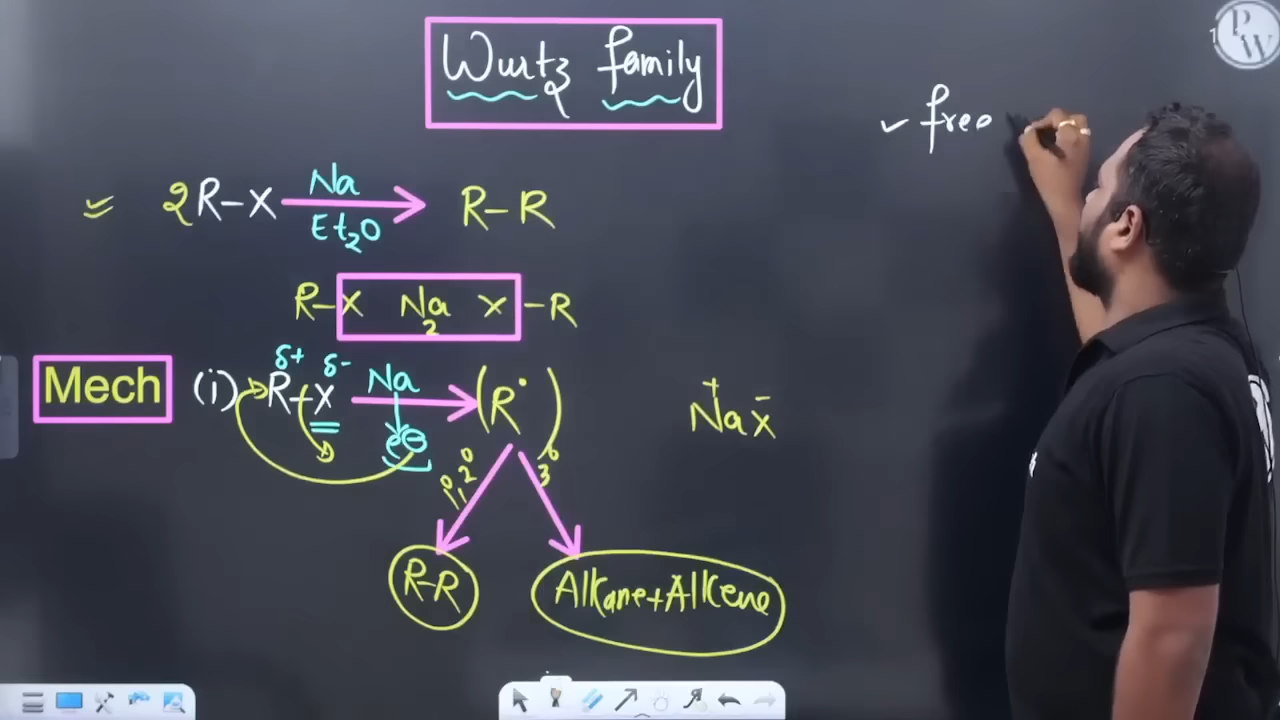 Wurtz family
✓ free
2R-X Na Et2O R-R
R-X Na2 X-R
Mech (i) δ+ δ- R-X Na e⊖ (R•) Na+ X-
1°, 2° 3°
R-R Alkane+Alkene
PW